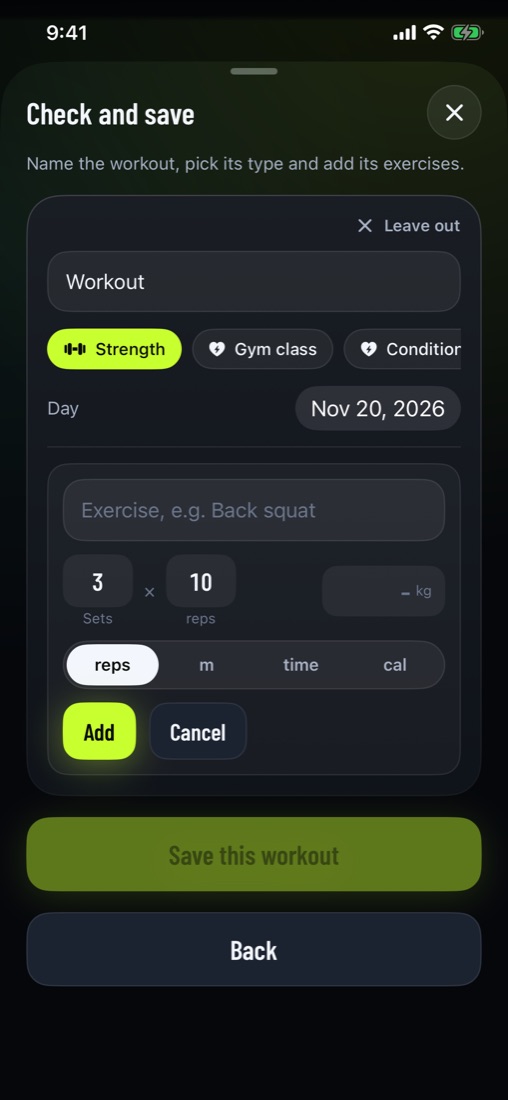 9:41
Check and save
Name the workout, pick its type and add its exercises.
Leave out
Workout
Strength Gym class Condition
Day Nov 20, 2026
Exercise, e.g. Back squat
3 × 10 – kg
Sets reps
reps m time cal
Add Cancel
Save this workout
Back